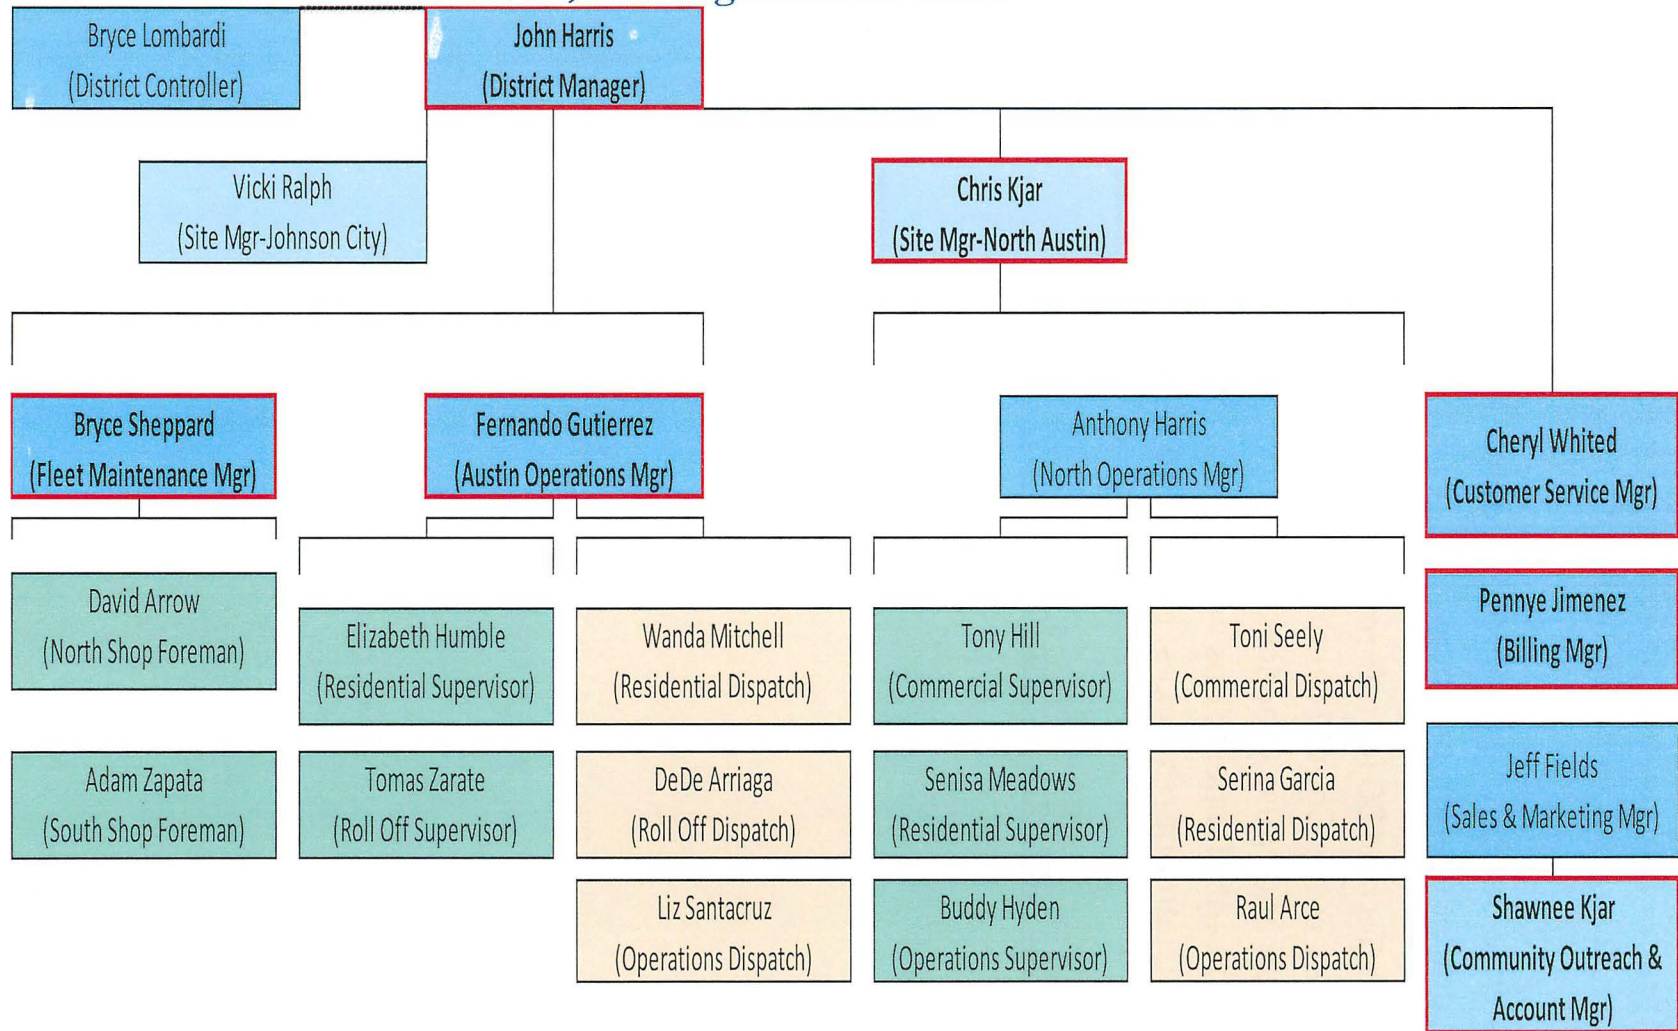 Bryce Lombardi
(District Controller)
John Harris
(District Manager)
Vicki Ralph
(Site Mgr-Johnson City)
Chris Kjar
(Site Mgr-North Austin)
Bryce Sheppard
(Fleet Maintenance Mgr)
Fernando Gutierrez
(Austin Operations Mgr)
Anthony Harris
(North Operations Mgr)
Cheryl Whited
(Customer Service Mgr)
David Arrow
(North Shop Foreman)
Elizabeth Humble
(Residential Supervisor)
Wanda Mitchell
(Residential Dispatch)
Tony Hill
(Commercial Supervisor)
Toni Seely
(Commercial Dispatch)
Pennye Jimenez
(Billing Mgr)
Adam Zapata
(South Shop Foreman)
Tomas Zarate
(Roll Off Supervisor)
DeDe Arriaga
(Roll Off Dispatch)
Senisa Meadows
(Residential Supervisor)
Serina Garcia
(Residential Dispatch)
Jeff Fields
(Sales & Marketing Mgr)
Liz Santacruz
(Operations Dispatch)
Buddy Hyden
(Operations Supervisor)
Raul Arce
(Operations Dispatch)
Shawnee Kjar
(Community Outreach &
Account Mgr)